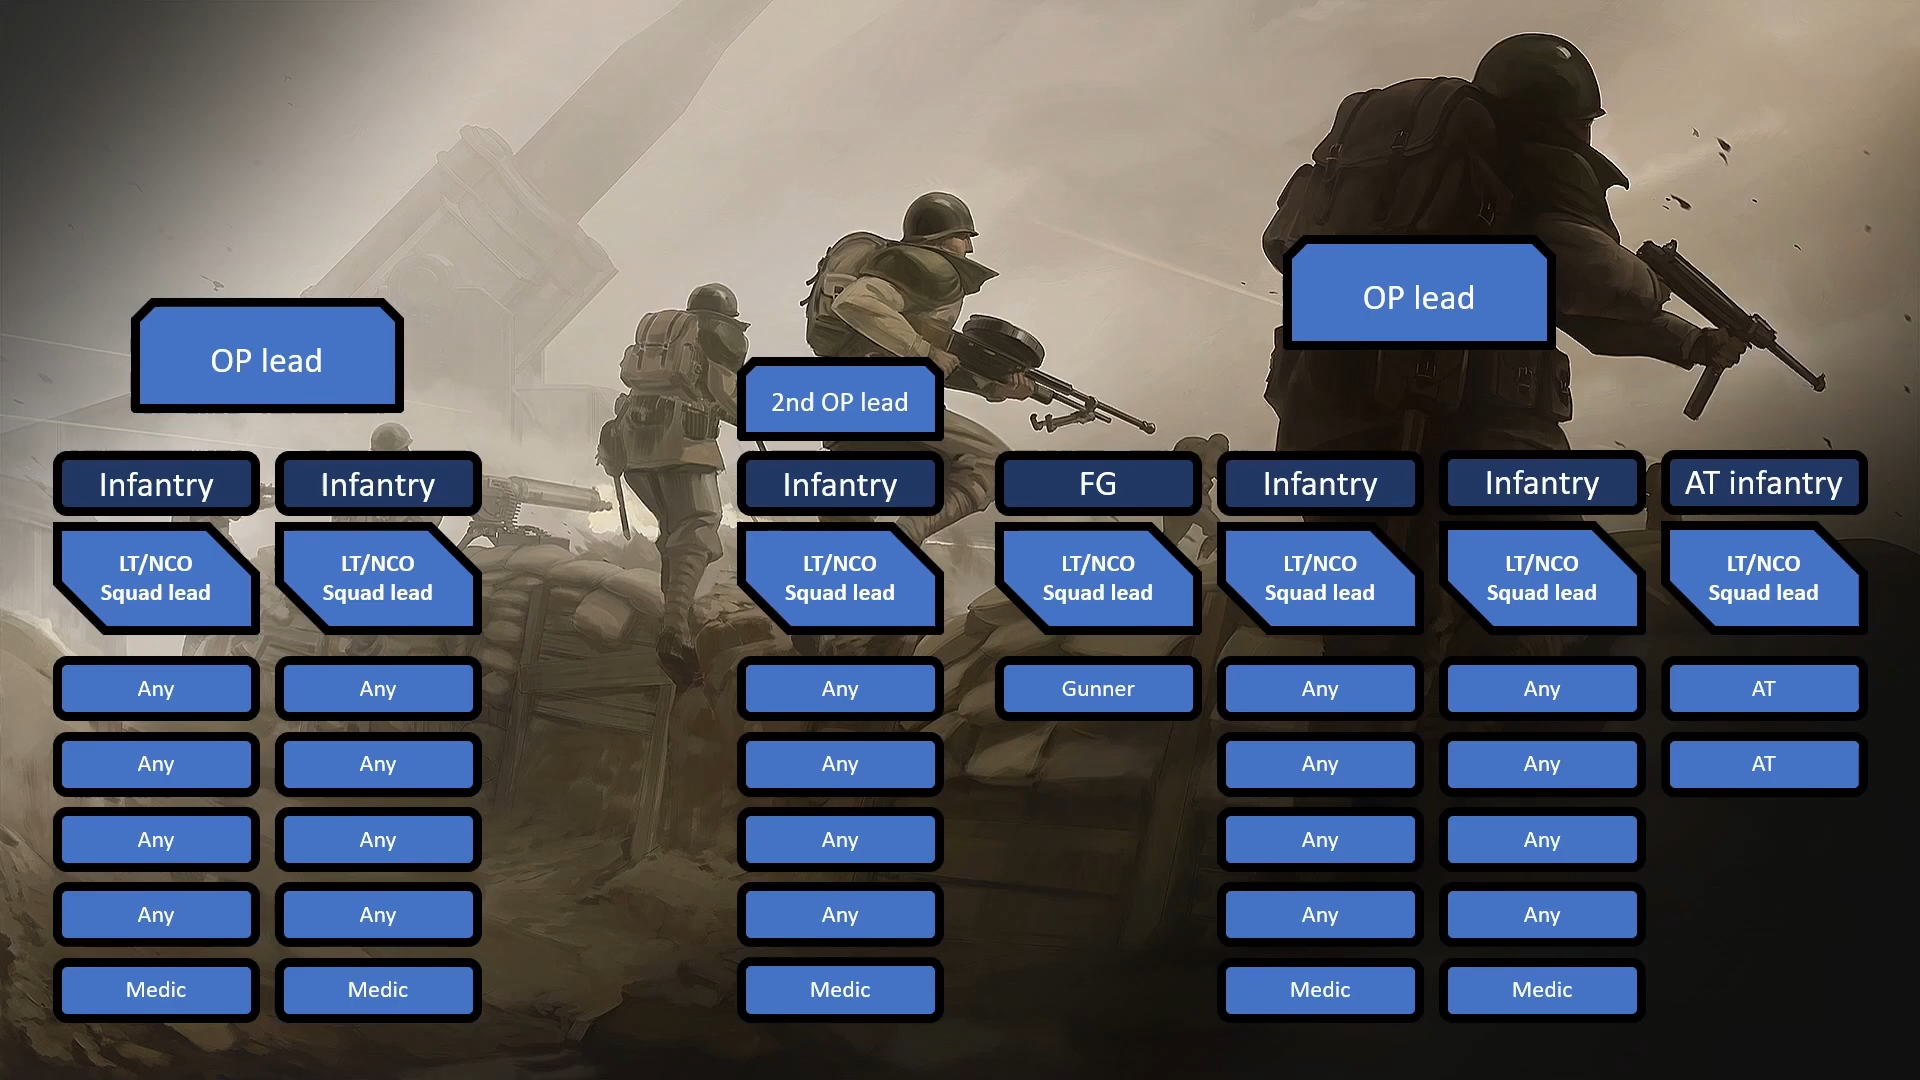 OP lead
OP lead
2nd OP lead
Infantry
Infantry
Infantry
FG
Infantry
Infantry
AT infantry
LT/NCO
Squad lead
LT/NCO
Squad lead
LT/NCO
Squad lead
LT/NCO
Squad lead
LT/NCO
Squad lead
LT/NCO
Squad lead
LT/NCO
Squad lead
Any
Any
Any
Gunner
Any
Any
AT
Any
Any
Any
Any
Any
AT
Any
Any
Any
Any
Any
Any
Any
Any
Any
Any
Medic
Medic
Medic
Medic
Medic